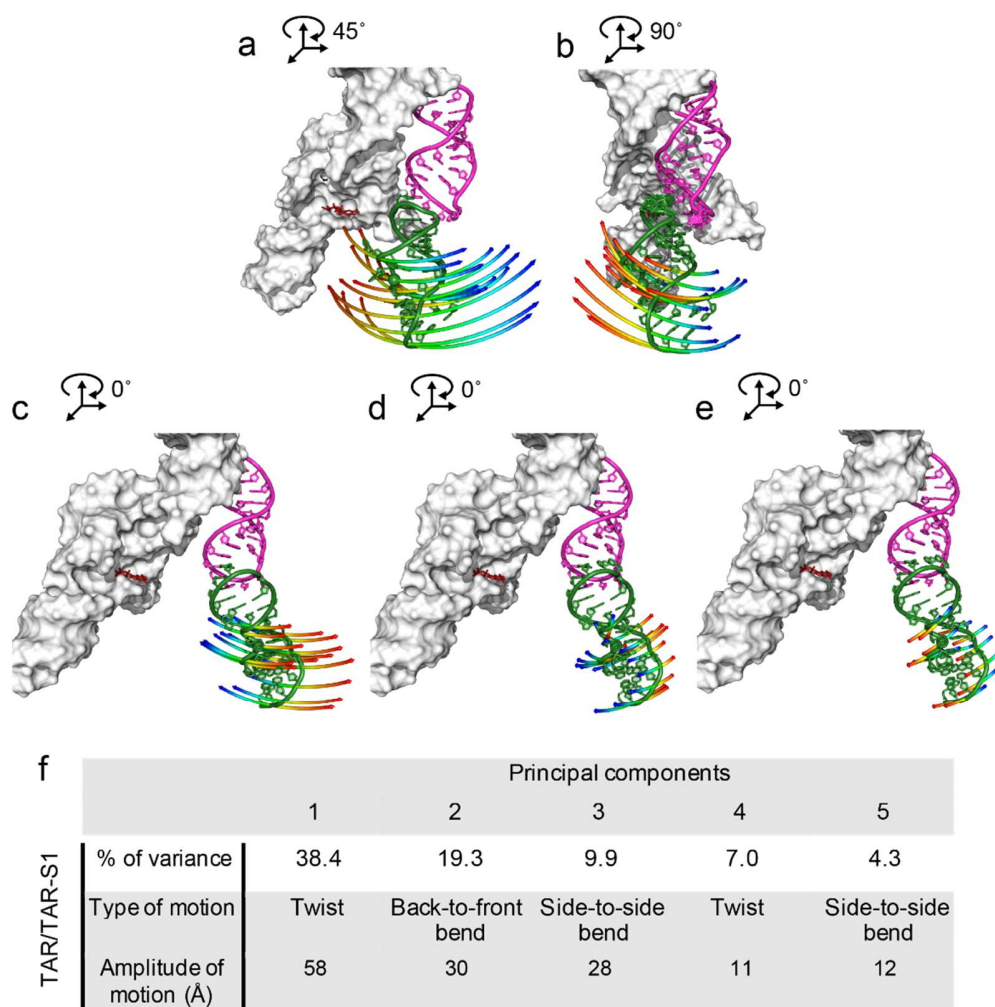 a 45° b 90°
c 0° d 0° e 0°
f
Principal components
1 2 3 4 5
TAR/TAR-S1
% of variance 38.4 19.3 9.9 7.0 4.3
Type of motion Twist Back-to-front bend Side-to-side bend Twist Side-to-side bend
Amplitude of motion (Å) 58 30 28 11 12